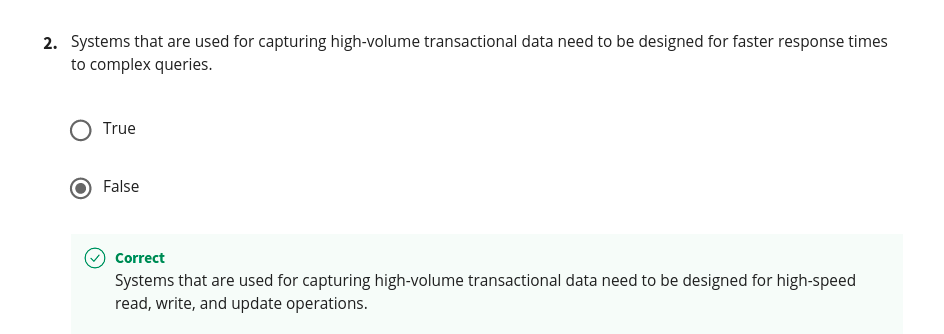 2. Systems that are used for capturing high-volume transactional data need to be designed for faster response times
to complex queries.
True
False
Correct
Systems that are used for capturing high-volume transactional data need to be designed for high-speed
read, write, and update operations.